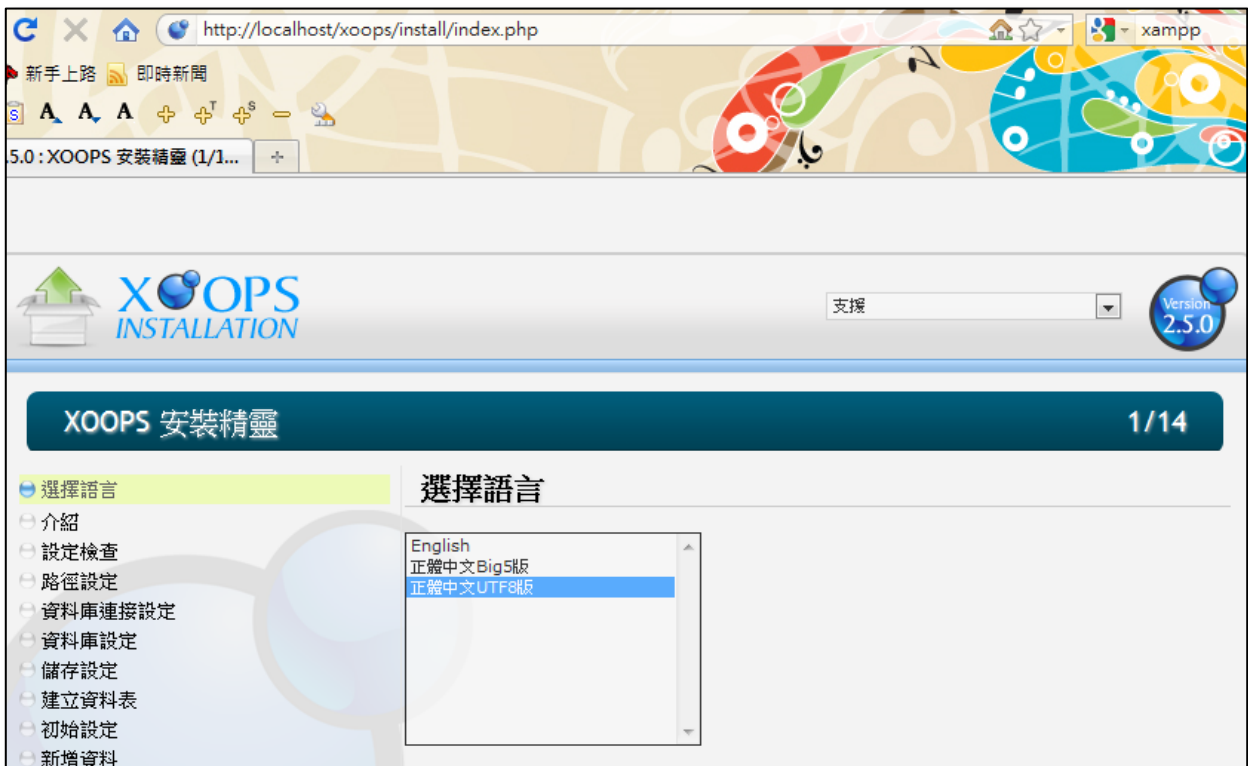 http://localhost/xoops/install/index.php
xampp
新手上路 即時新聞
S A A A T S
.5.0 : XOOPS 安裝精靈 (1/1...
XOOPS
INSTALLATION
支援
Version
2.5.0
XOOPS 安裝精靈
1/14
選擇語言
介紹
設定檢查
路徑設定
資料庫連接設定
資料庫設定
儲存設定
建立資料表
初始設定
新增資料
選擇語言
English
正體中文Big5版
正體中文UTF8版